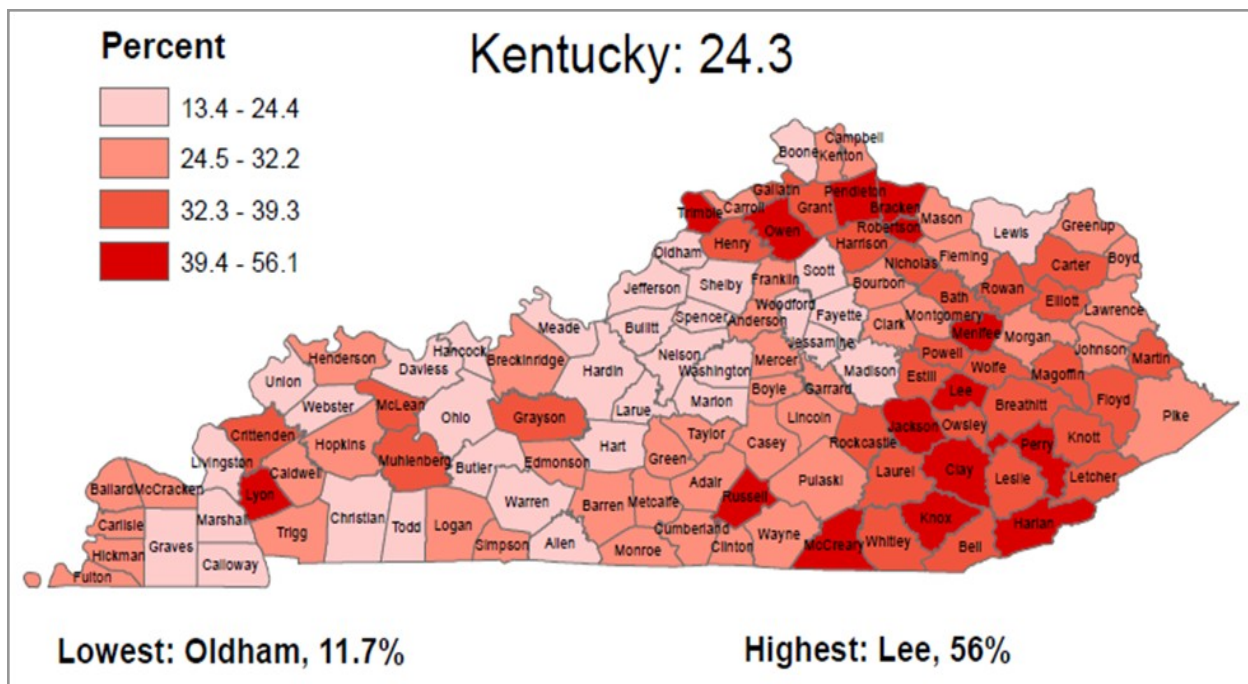 Percent
Kentucky: 24.3
13.4 - 24.4
24.5 - 32.2
32.3 - 39.3
39.4 - 56.1
Campbell
Boone
Kenton
Gallatin
Pendleton
Trimble
Carroll
Grant
Bracken
Mason
Owen
Robertson
Lewis
Greenup
Henry
Harrison
Oldham
Fleming
Boyd
Scott
Nicholas
Carter
Shelby
Franklin
Bourbon
Rowan
Jefferson
Bath
Elliott
Woodford
Fayette
Montgomery
Lawrence
Spencer
Anderson
Clark
Menifee
Meade
Bullitt
Morgan
Jessamine
Johnson
Hancock
Breckinridge
Nelson
Mercer
Powell
Martin
Henderson
Daviess
Hardin
Washington
Madison
Estill
Wolfe
Magoffin
Union
Boyle
Garrard
Lee
Floyd
Webster
McLean
Ohio
Grayson
Larue
Marion
Lincoln
Breathitt
Pike
Crittenden
Hopkins
Hart
Taylor
Casey
Rockcastle
Jackson
Owsley
Perry
Knott
Livingston
Caldwell
Muhlenberg
Butler
Edmonson
Green
Laurel
Clay
Leslie
Letcher
Ballard
McCracken
Lyon
Warren
Barren
Metcalfe
Adair
Russell
Pulaski
Carlisle
Marshall
Christian
Todd
Logan
Cumberland
Wayne
Knox
Harlan
Hickman
Graves
Trigg
Simpson
Allen
Monroe
Clinton
McCreary
Whitley
Bell
Fulton
Calloway
Lowest: Oldham, 11.7%
Highest: Lee, 56%